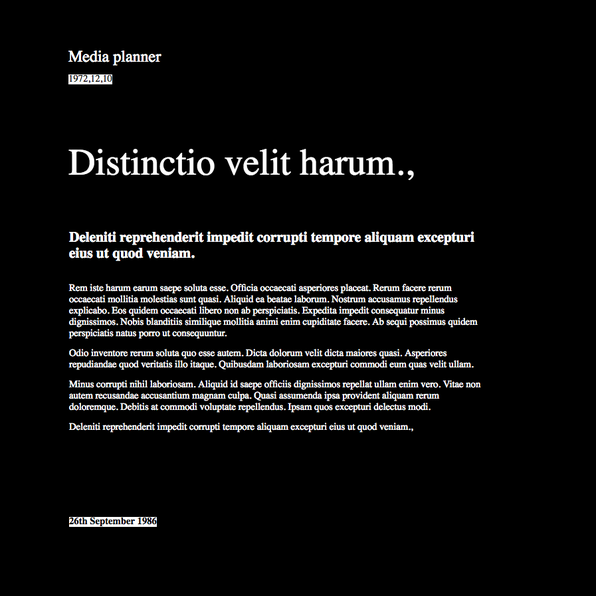 Media planner
1972,12,10
Distinctio velit harum.,
Deleniti reprehenderit impedit corrupti tempore aliquam excepturi
eius ut quod veniam.
Rem iste harum earum saepe soluta esse. Officia occaecati asperiores placeat. Rerum facere rerum
occaecati mollitia molestias sunt quasi. Aliquid ea beatae laborum. Nostrum accusamus repellendus
explicabo. Eos quidem occaecati libero non ab perspiciatis. Expedita impedit consequatur minus
dignissimos. Nobis blanditiis similique mollitia animi enim cupiditate facere. Ab sequi possimus quidem
perspiciatis natus porro ut consequuntur.
Odio inventore rerum soluta quo esse autem. Dicta dolorum velit dicta maiores quasi. Asperiores
repudiandae quod veritatis illo itaque. Quibusdam laboriosam excepturi commodi eum quas velit ullam.
Minus corrupti nihil laboriosam. Aliquid id saepe officiis dignissimos repellat ullam enim vero. Vitae non
autem recusandae accusantium magnam culpa. Quasi assumenda ipsa provident aliquam rerum
doloremque. Debitis at commodi voluptate repellendus. Ipsam quos excepturi delectus modi.
Deleniti reprehenderit impedit corrupti tempore aliquam excepturi eius ut quod veniam.,
26th September 1986